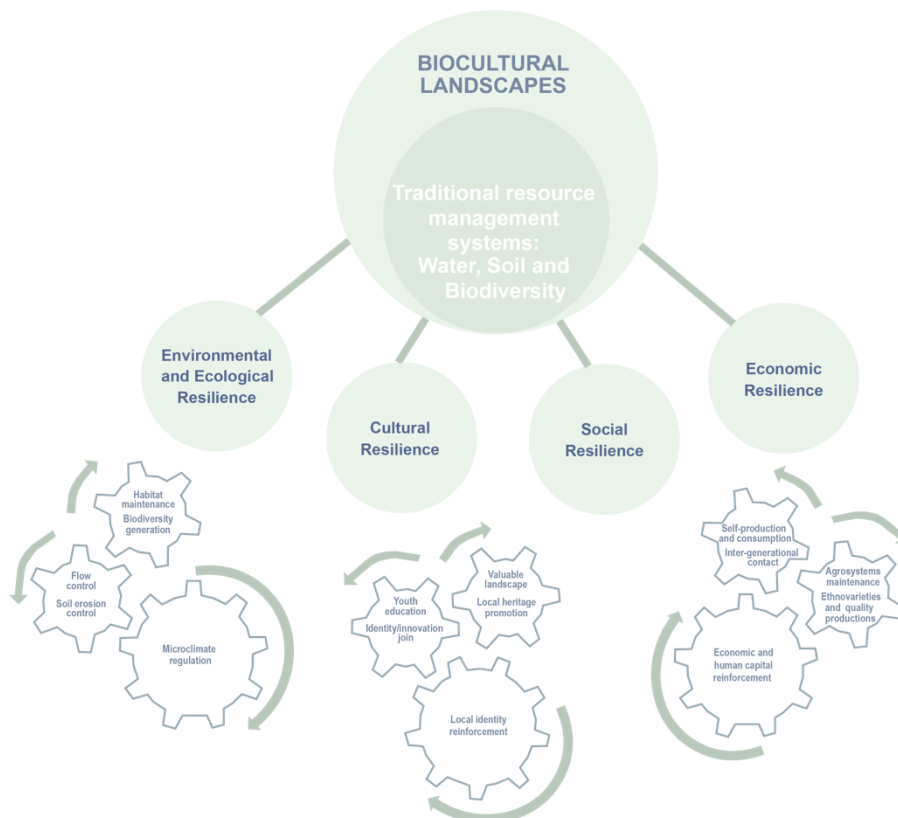 BIOCULTURAL
LANDSCAPES
Traditional resource
management
systems:
Water, Soil and
Biodiversity
Environmental
and Ecological
Resilience
Cultural
Resilience
Social
Resilience
Economic
Resilience
Habitat
maintenance
Biodiversity
generation
Flow
control
Soil erosion
control
Microclimate
regulation
Youth
education
Identity/innovation
join
Valuable
landscape
Local heritage
promotion
Local identity
reinforcement
Self-production
and consumption
Inter-generational
contact
Agrosystems
maintenance
Ethnovarieties
and quality
productions
Economic and
human capital
reinforcement